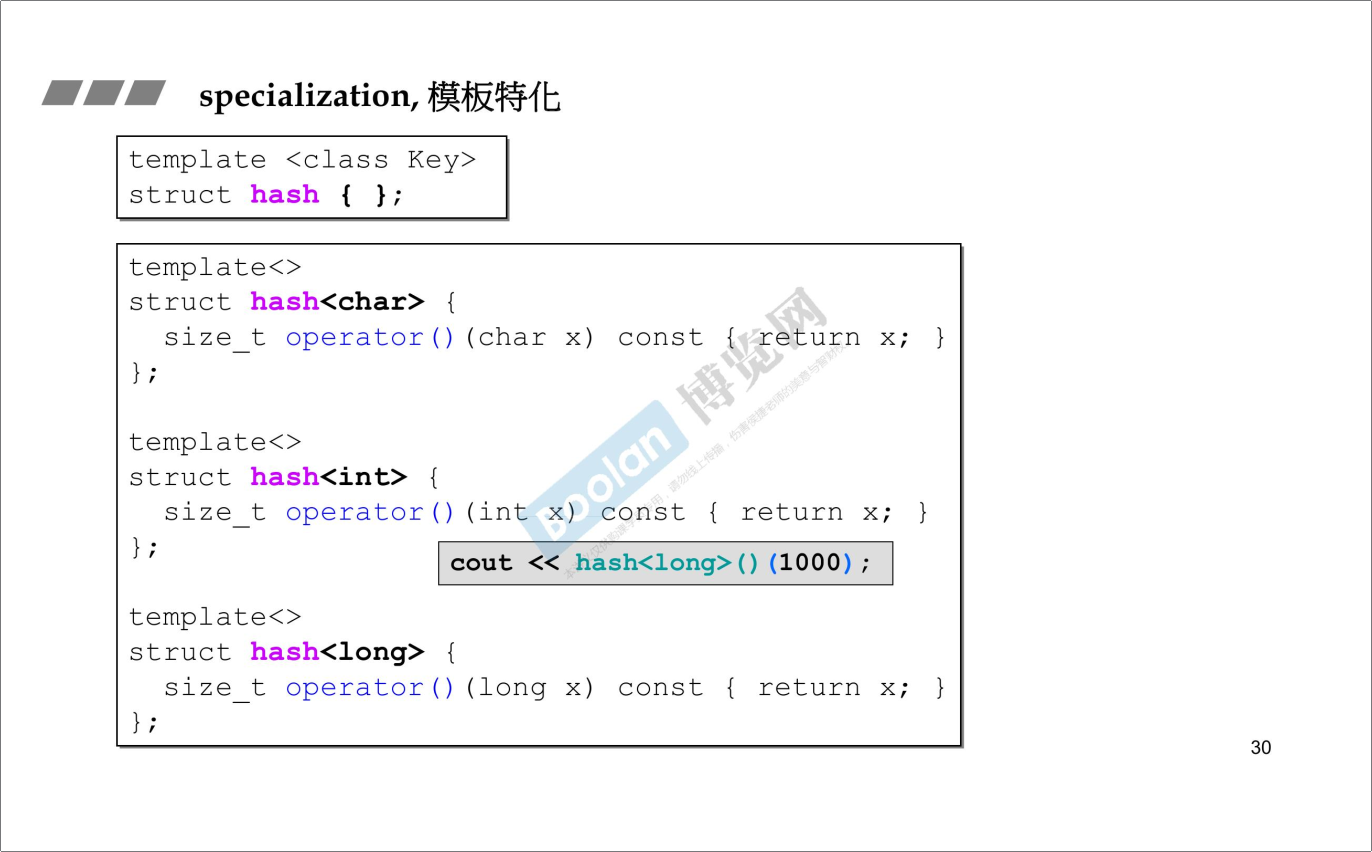 specialization, 模板特化
template <class Key>
struct hash { };
template<>
struct hash<char> {
size_t operator()(char x) const { return x; }
};
template<>
struct hash<int> {
size_t operator()(int x) const { return x; }
};
cout << hash<long>()(1000);
template<>
struct hash<long> {
size_t operator()(long x) const { return x; }
};
Boolan 博览网
30